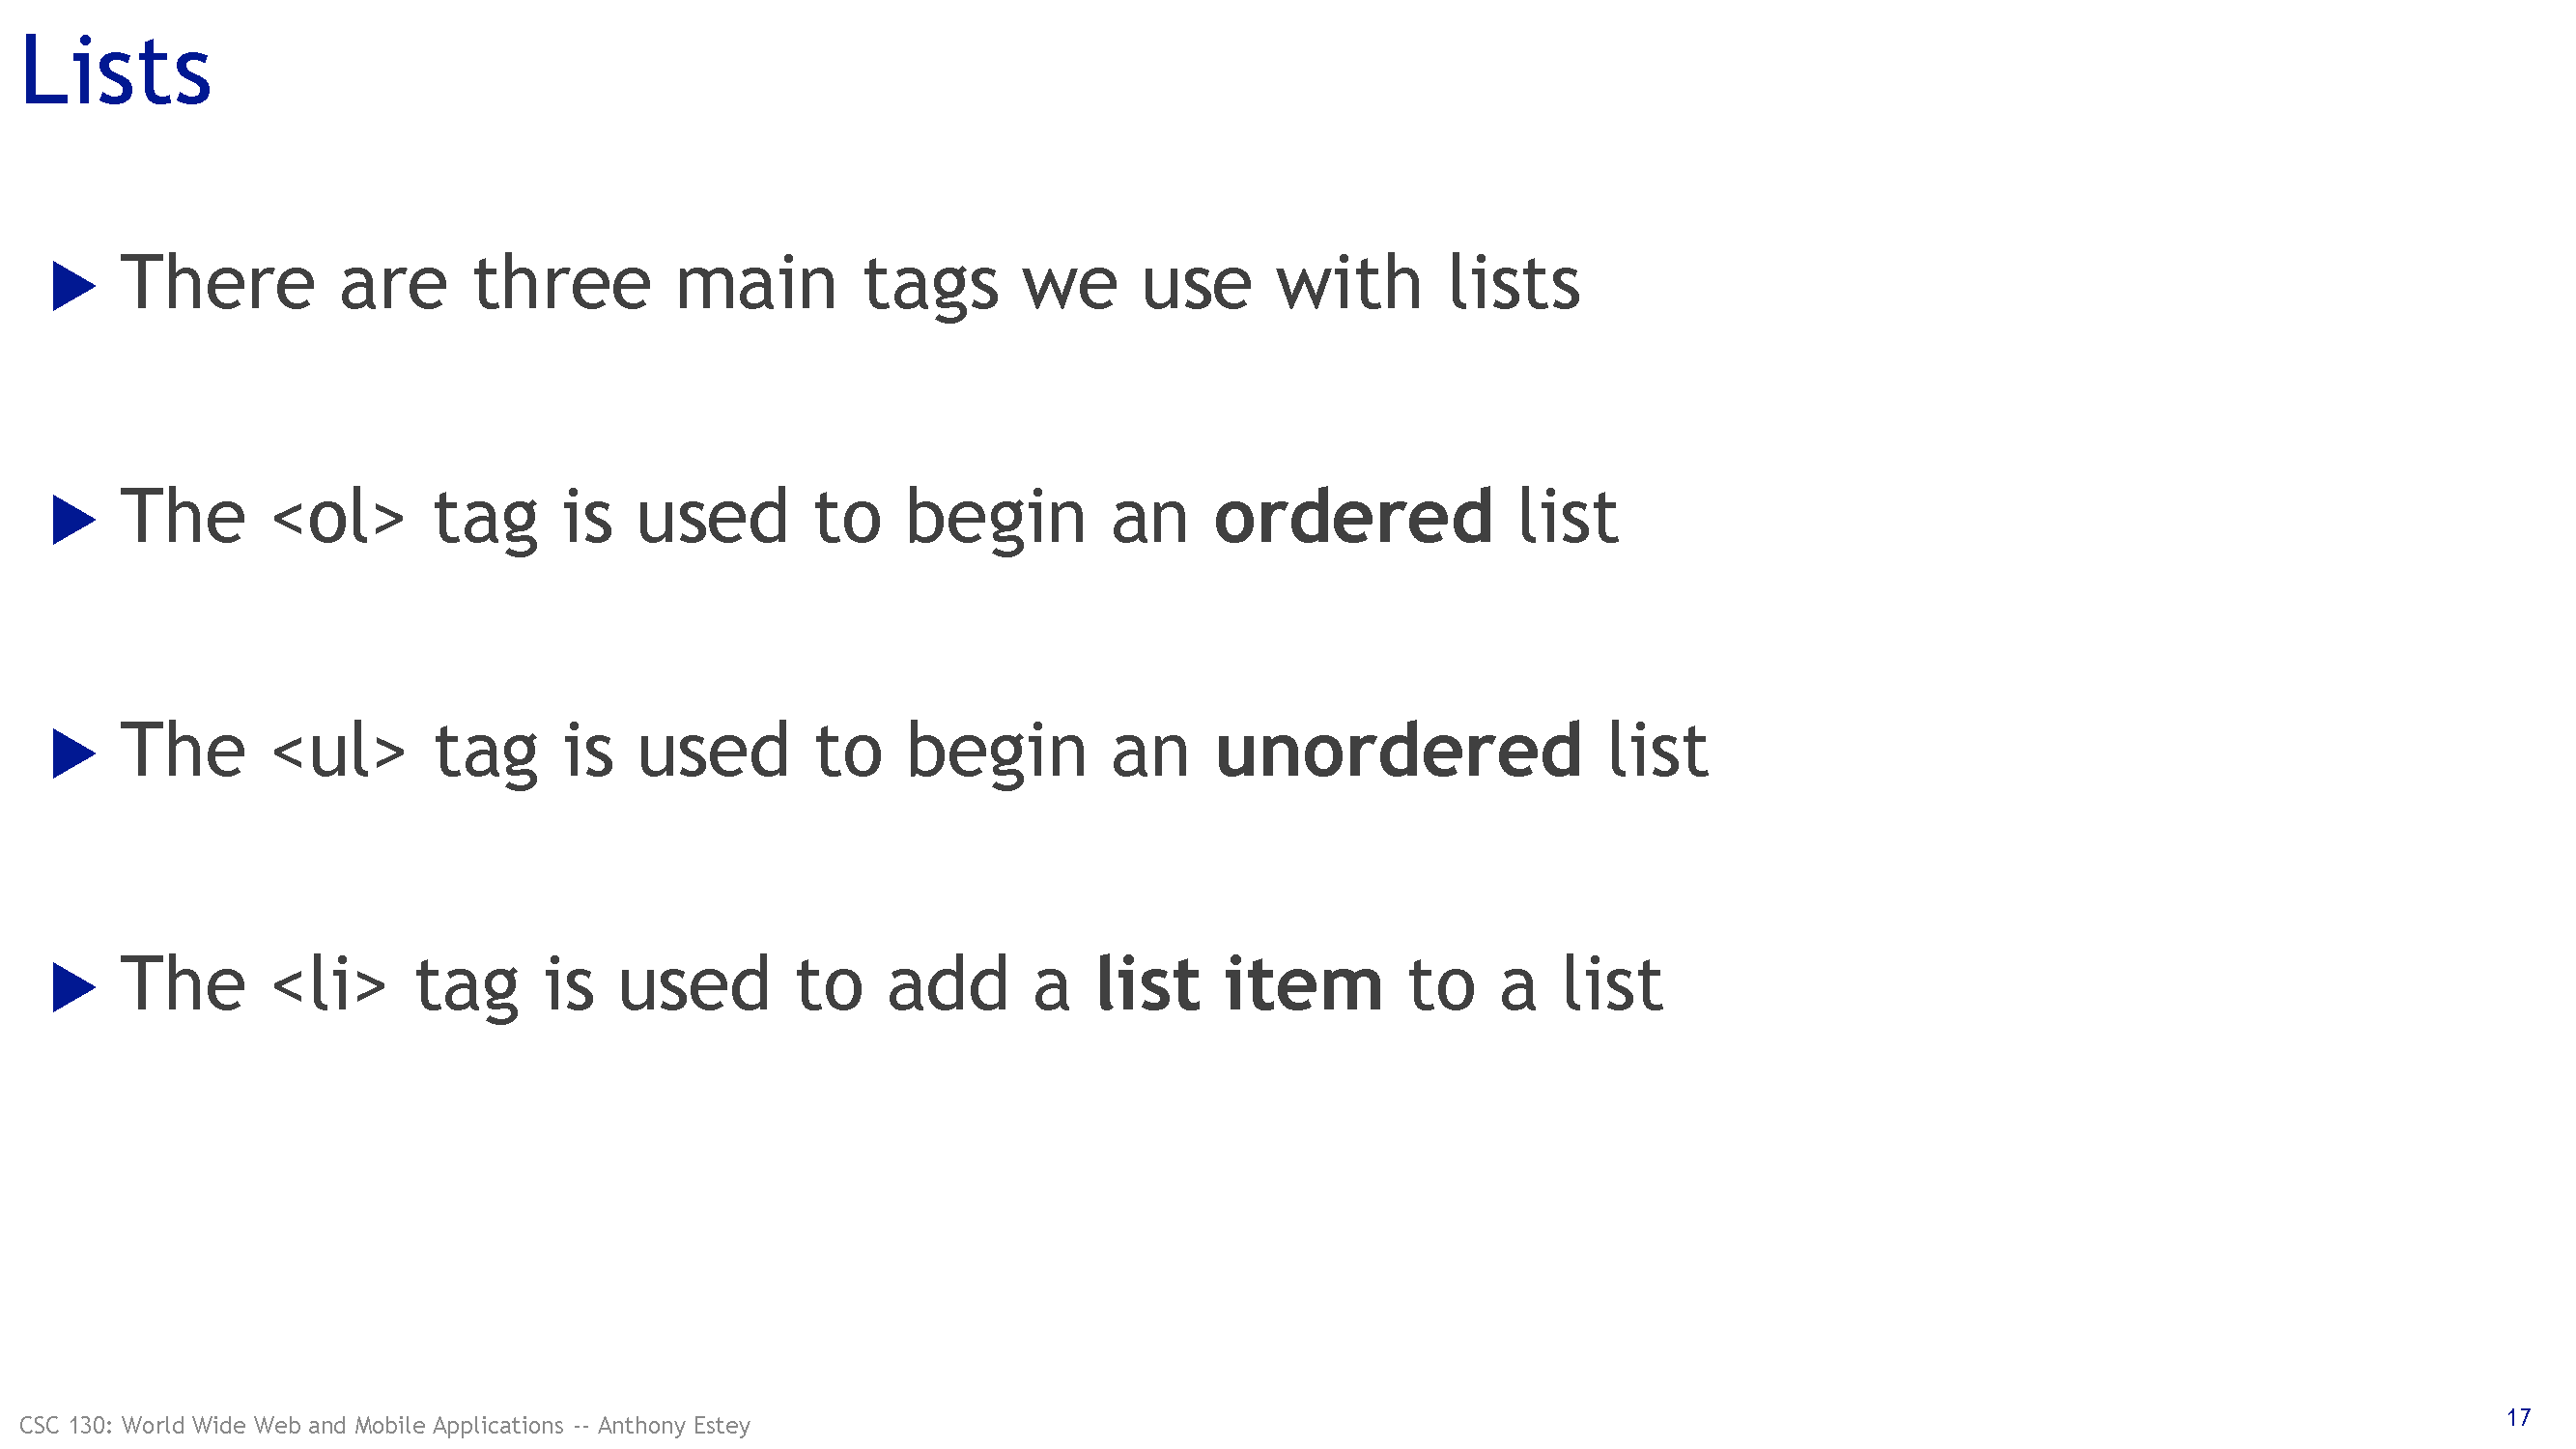 Lists
There are three main tags we use with lists
The <ol> tag is used to begin an ordered list
The <ul> tag is used to begin an unordered list
The <li> tag is used to add a list item to a list
CSC 130: World Wide Web and Mobile Applications -- Anthony Estey
17